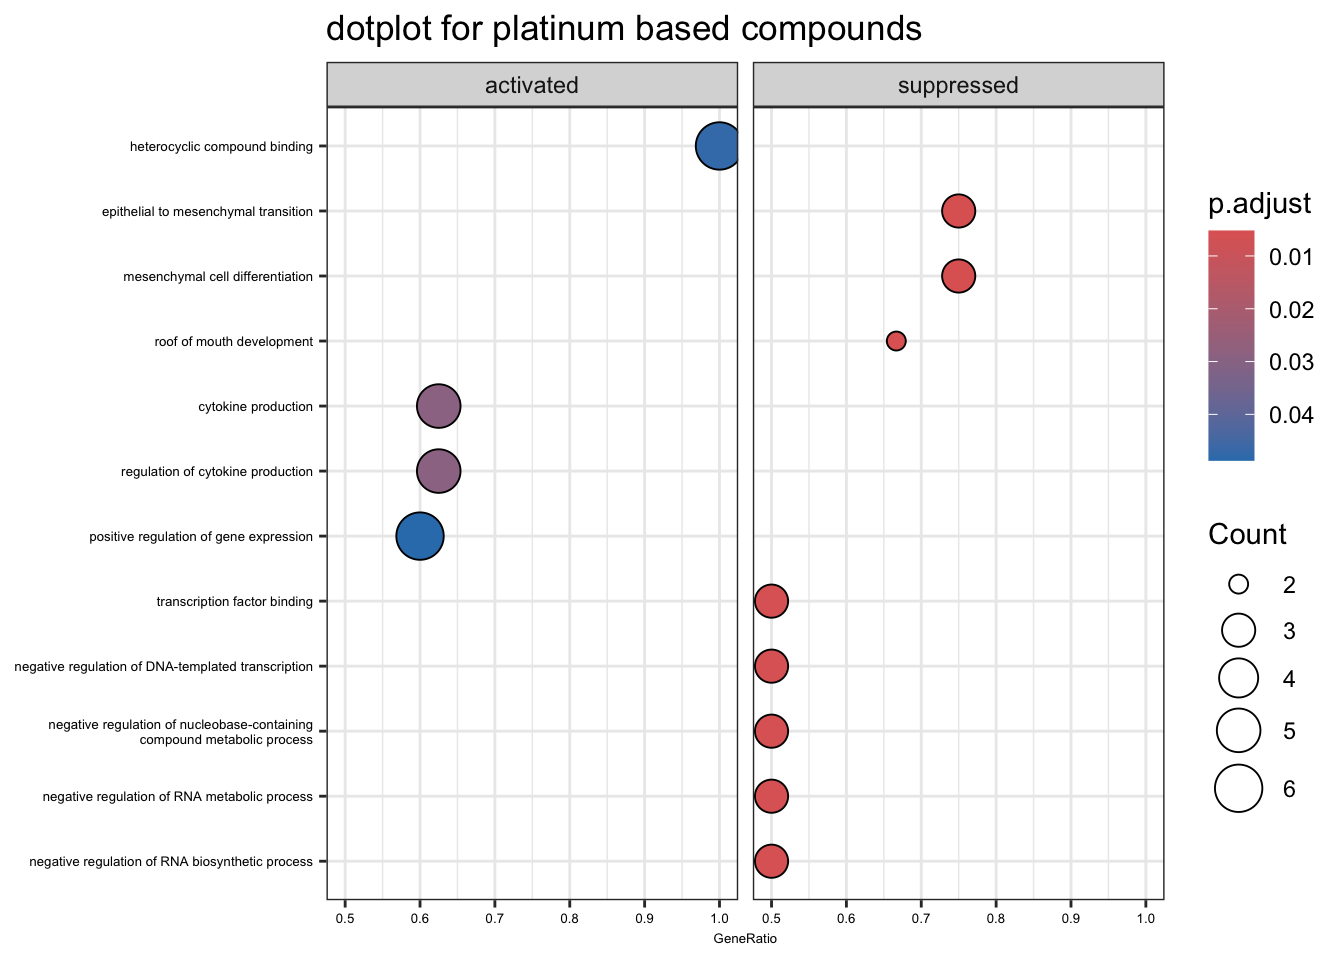 dotplot for platinum based compounds
activated
suppressed
heterocyclic compound binding
epithelial to mesenchymal transition
mesenchymal cell differentiation
roof of mouth development
cytokine production
regulation of cytokine production
positive regulation of gene expression
transcription factor binding
negative regulation of DNA-templated transcription
negative regulation of nucleobase-containing
compound metabolic process
negative regulation of RNA metabolic process
negative regulation of RNA biosynthetic process
0.5 0.6 0.7 0.8 0.9 1.0 0.5 0.6 0.7 0.8 0.9 1.0
GeneRatio
p.adjust
0.01
0.02
0.03
0.04
Count
2
3
4
5
6